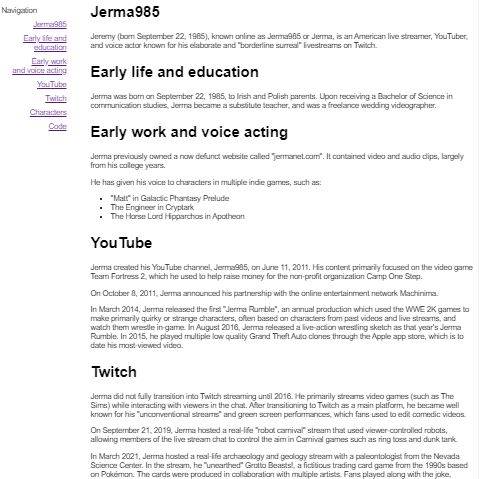 Navigation
Jerma985
Early life and
education
Early work
and voice acting
YouTube
Twitch
Characters
Code
Jerma985
Jeremy (born September 22, 1985), known online as Jerma985 or Jerma, is an American live streamer, YouTuber,
and voice actor known for his elaborate and "borderline surreal" livestreams on Twitch.
Early life and education
Jerma was born on September 22, 1985, to Irish and Polish parents. Upon receiving a Bachelor of Science in
communication studies, Jerma became a substitute teacher, and was a freelance wedding videographer.
Early work and voice acting
Jerma previously owned a now defunct website called "jermanet.com". It contained video and audio clips, largely
from his college years.
He has given his voice to characters in multiple indie games, such as:
• "Matt" in Galactic Phantasy Prelude
• The Engineer in Cryptark
• The Horse Lord Hipparchos in Apotheon
YouTube
Jerma created his YouTube channel, Jerma985, on June 11, 2011. His content primarily focused on the video game
Team Fortress 2, which he used to help raise money for the non-profit organization Camp One Step.
On October 8, 2011, Jerma announced his partnership with the online entertainment network Machinima.
In March 2014, Jerma released the first "Jerma Rumble", an annual production which used the WWE 2K games to
make primarily quirky or strange characters, often based on characters from past videos and live streams, and
watch them wrestle in-game. In August 2016, Jerma released a live-action wrestling sketch as that year's Jerma
Rumble. In 2015, he played multiple low quality Grand Theft Auto clones through the Apple app store, which is to
date his most-viewed video.
Twitch
Jerma did not fully transition into Twitch streaming until 2016. He primarily streams video games (such as The
Sims) while interacting with viewers in the chat. After transitioning to Twitch as a main platform, he became well
known for his "unconventional streams" and green screen performances, which fans used to edit comedic videos.
On September 21, 2019, Jerma hosted a real-life "robot carnival" stream that used viewer-controlled robots,
allowing members of the live stream chat to control the aim in Carnival games such as ring toss and dunk tank.
In March 2021, Jerma hosted a real-life archaeology and geology stream with a paleontologist from the Nevada
Science Center. In the stream, he "unearthed" Grotto Beasts!, a fictitious trading card game from the 1990s based
on Pokémon. The cards were produced in collaboration with multiple artists. Fans played along with the joke,